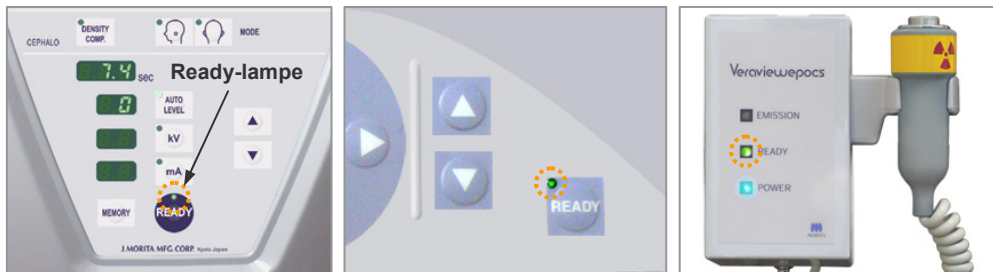 DENSITY
COMP.
MODE
CEPHALO
7.4 sec
Ready-lampe
0
AUTO
LEVEL
kV
mA
MEMORY
READY
J.MORITA MFG. CORP. Kyoto Japan
READY
Veraviewepocs
EMISSION
READY
POWER
MORITA